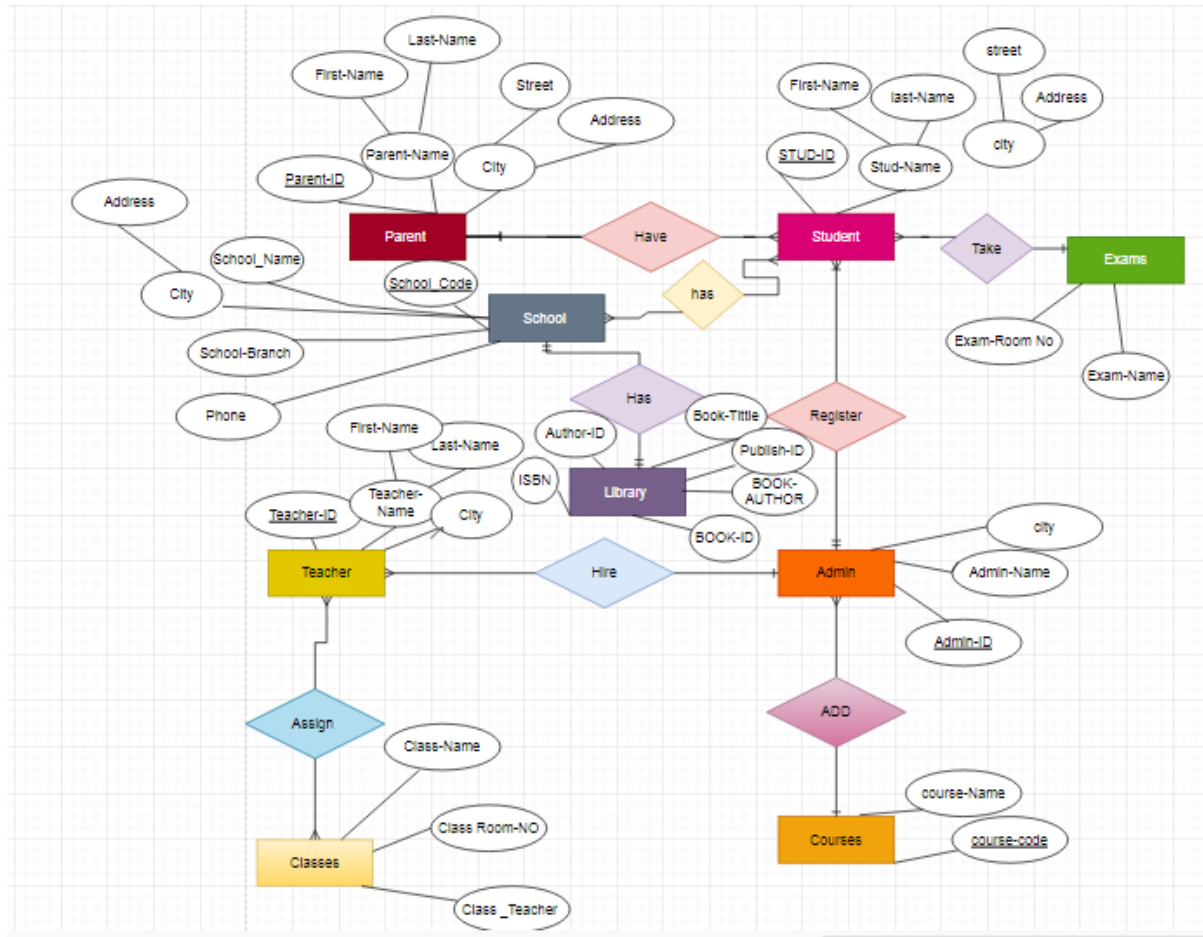 Last-Name
First-Name
Street
Address
Parent-Name
City
Parent-ID
First-Name
last-Name
street
Address
city
STUD-ID
Stud-Name
Address
Parent
Have
Student
Take
Exams
School_Name
School_Code
City
has
School
School-Branch
Exam-Room No
Exam-Name
Phone
Has
Book-Tittle
Register
First-Name
Last-Name
Author-ID
Publish-ID
ISBN
Library
BOOK-
AUTHOR
Teacher-ID
Teacher-
Name
City
BOOK-ID
city
Teacher
Hire
Admin
Admin-Name
Admin-ID
Assign
ADD
Class-Name
course-Name
Class Room-NO
Courses
course-code
Classes
Class _Teacher